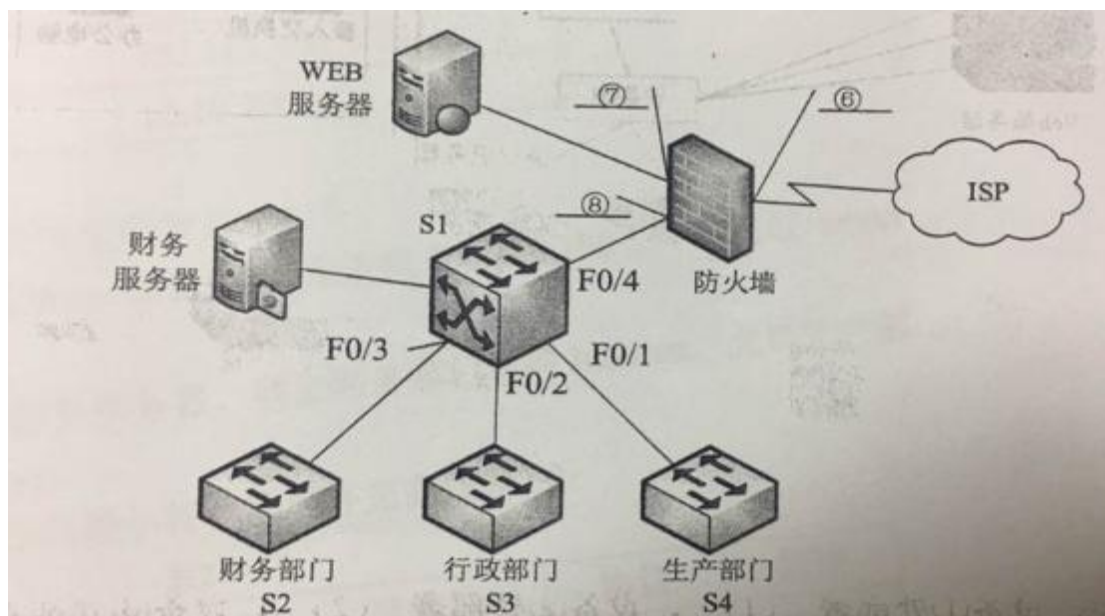 WEB
服务器
⑦
⑥
ISP
⑧
S1
财务
服务器
F0/4
防火墙
F0/3
F0/1
F0/2
财务部门
行政部门
生产部门
S2
S3
S4